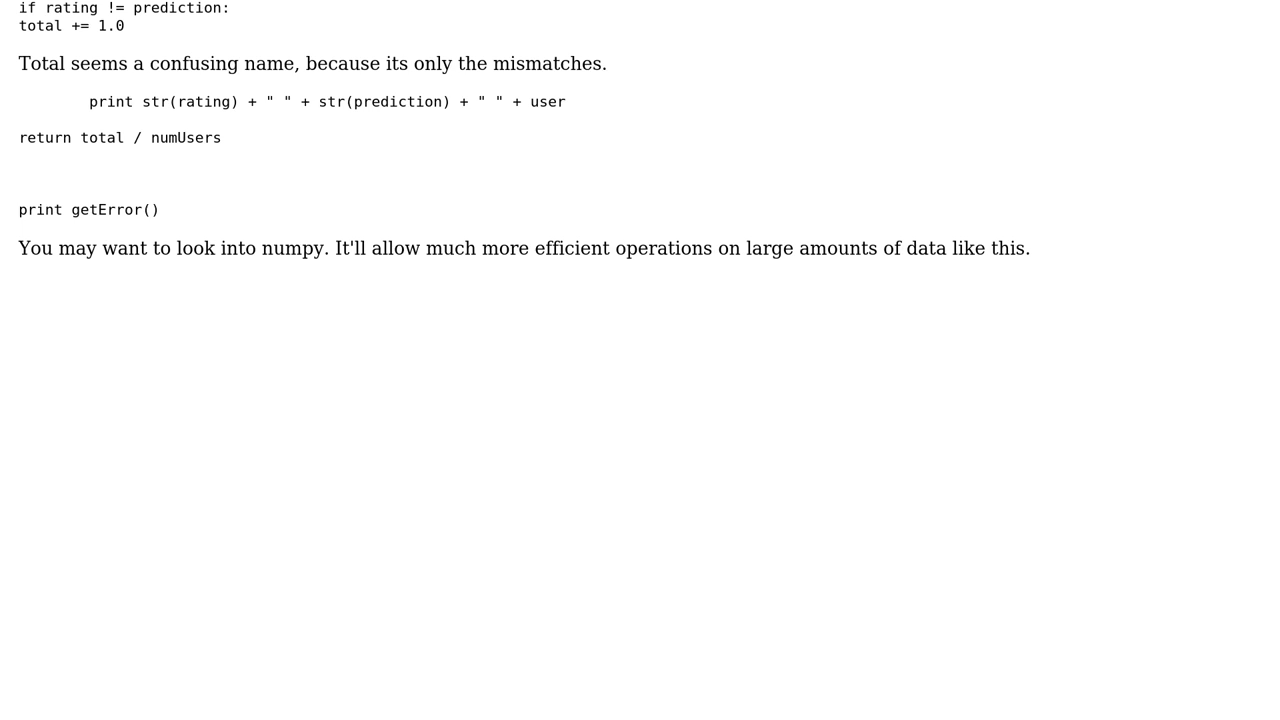 if rating != prediction:
total += 1.0
Total seems a confusing name, because its only the mismatches.
print str(rating) + " " + str(prediction) + " " + user
return total / numUsers
print getError()
You may want to look into numpy. It'll allow much more efficient operations on large amounts of data like this.